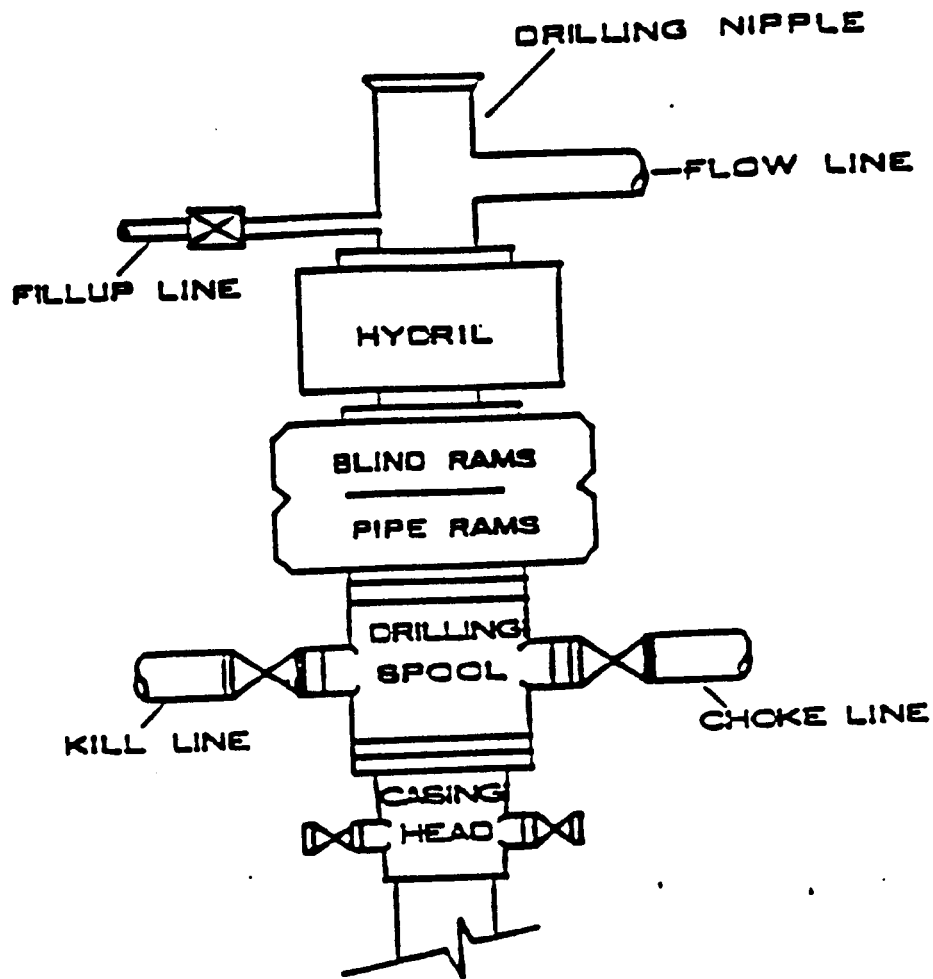 DRILLING NIPPLE
FLOW LINE
FILLUP LINE
HYDRIL
BLIND RAMS
PIPE RAMS
DRILLING
SPOOL
KILL LINE
CHOKE LINE
CASING
HEAD